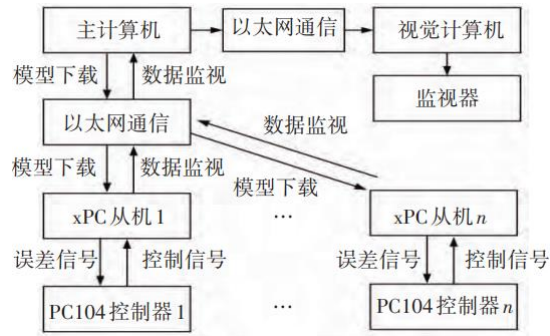 主计算机
以太网通信
视觉计算机
模型下载
数据监视
监视器
以太网通信
数据监视
模型下载
数据监视
模型下载
xPC从机1
…
xPC从机n
误差信号
控制信号
误差信号
控制信号
PC104控制器1
…
PC104控制器n